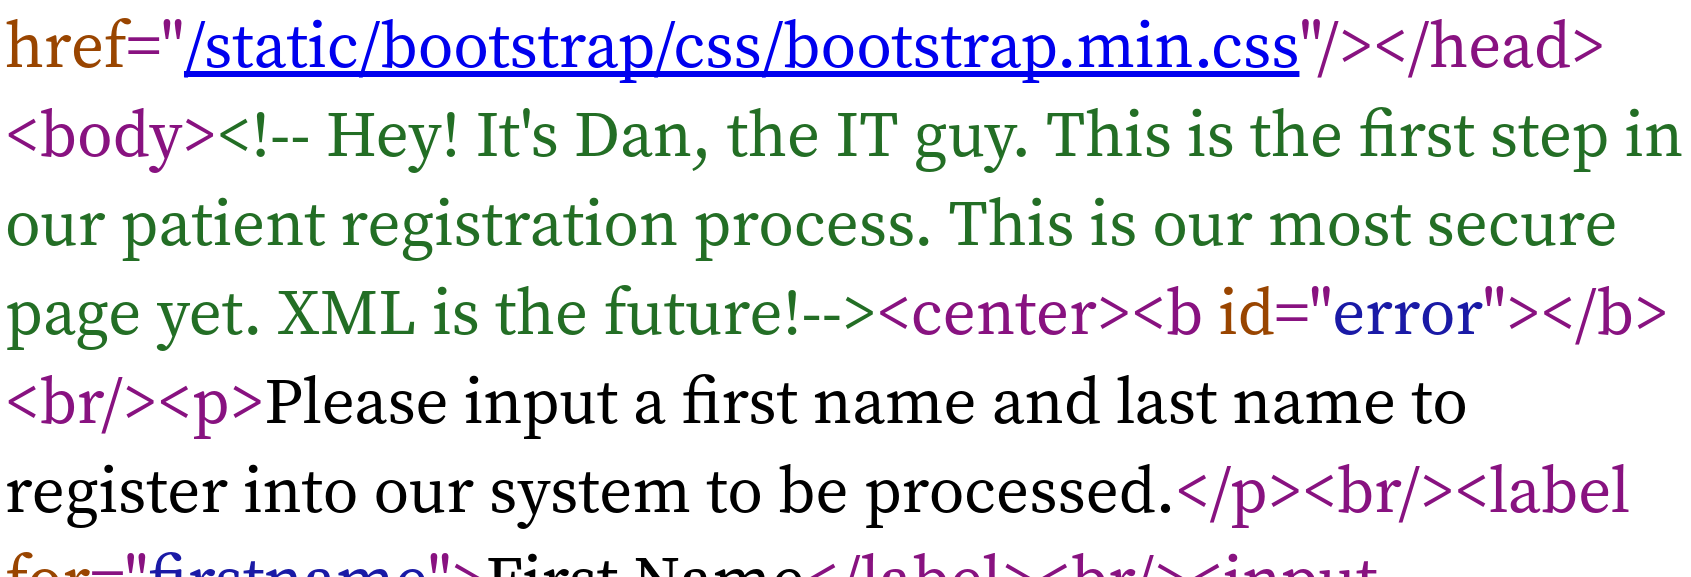 href="/static/bootstrap/css/bootstrap.min.css"/></head>
<body><!-- Hey! It's Dan, the IT guy. This is the first step in
our patient registration process. This is our most secure
page yet. XML is the future!--><center><b id="error"></b>
<br/><p>Please input a first name and last name to
register into our system to be processed.</p><br/><label
for="firstname">First Name</label><br/><input